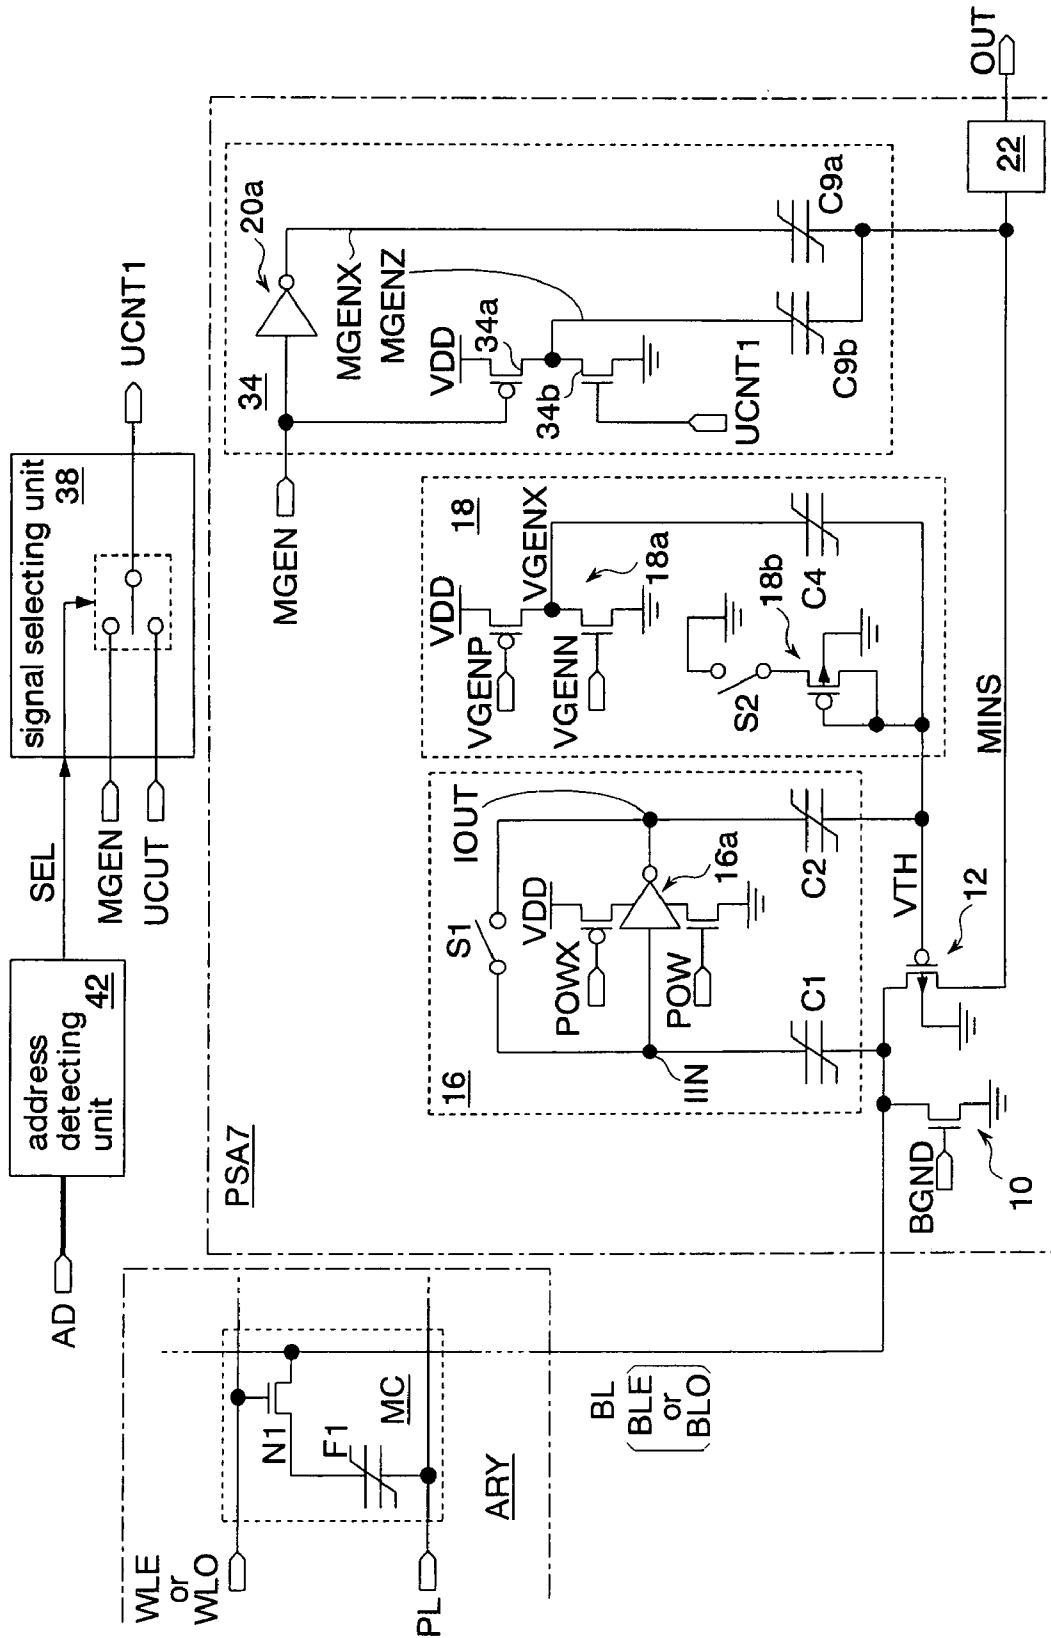 AD
address
detecting
unit
42
SEL
MGEN
UCUT
signal selecting unit
38
UCNT1
WLE
or
WLO
PL
N1
F1
MC
ARY
BL
BLE
or
BLO
PSA7
16
S1
IOUT
VDD
POWX
POW
16a
IIN
C1
C2
BGND
10
VTH
12
MINS
18
VDD
VGENP
VGENN
VGENX
18a
S2
18b
C4
MGEN
34
20a
MGENX
MGENZ
VDD
34a
34b
UCNT1
C9b
C9a
22
OUT